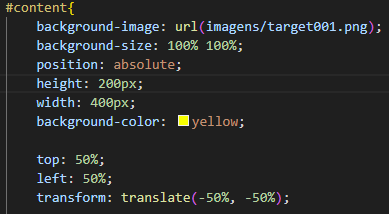 #content{
background-image: url(imagens/target001.png);
background-size: 100% 100%;
position: absolute;
height: 200px;
width: 400px;
background-color: yellow;
top: 50%;
left: 50%;
transform: translate(-50%, -50%);